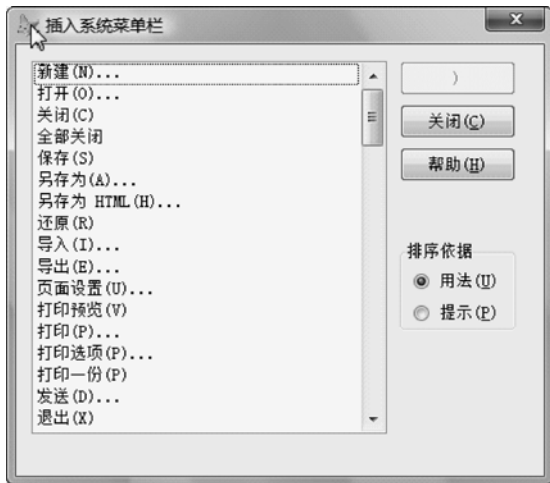 插入系统菜单栏
新建(N)...
打开(O)...
关闭(C)
全部关闭
保存(S)
另存为(A)...
另存为 HTML(H)...
还原(R)
导入(I)...
导出(E)...
页面设置(U)...
打印预览(V)
打印(P)...
打印选项(P)...
打印一份(P)
发送(D)...
退出(X)
)
关闭(C)
帮助(H)
排序依据
用法(U)
提示(P)